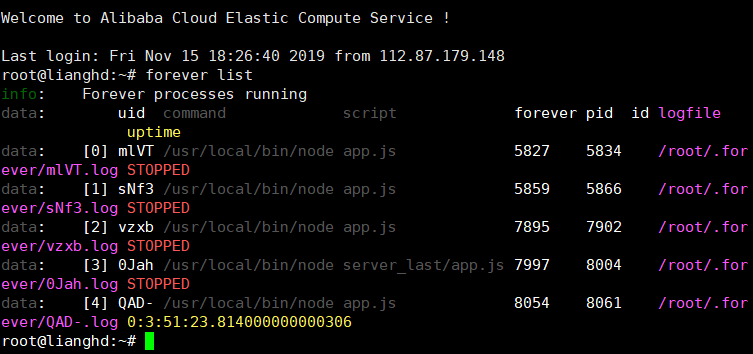 Welcome to Alibaba Cloud Elastic Compute Service !
Last login: Fri Nov 15 18:26:40 2019 from 112.87.179.148
root@lianghd:~# forever list
info:    Forever processes running
data:        uid  command             script             forever pid  id logfile
uptime
data:    [0] mlVT /usr/local/bin/node app.js             5827    5834    /root/.for
ever/mlVT.log STOPPED
data:    [1] sNf3 /usr/local/bin/node app.js             5859    5866    /root/.for
ever/sNf3.log STOPPED
data:    [2] vzxb /usr/local/bin/node app.js             7895    7902    /root/.for
ever/vzxb.log STOPPED
data:    [3] 0Jah /usr/local/bin/node server_last/app.js 7997    8004    /root/.for
ever/0Jah.log STOPPED
data:    [4] QAD- /usr/local/bin/node app.js             8054    8061    /root/.for
ever/QAD-.log 0:3:51:23.814000000000306
root@lianghd:~#